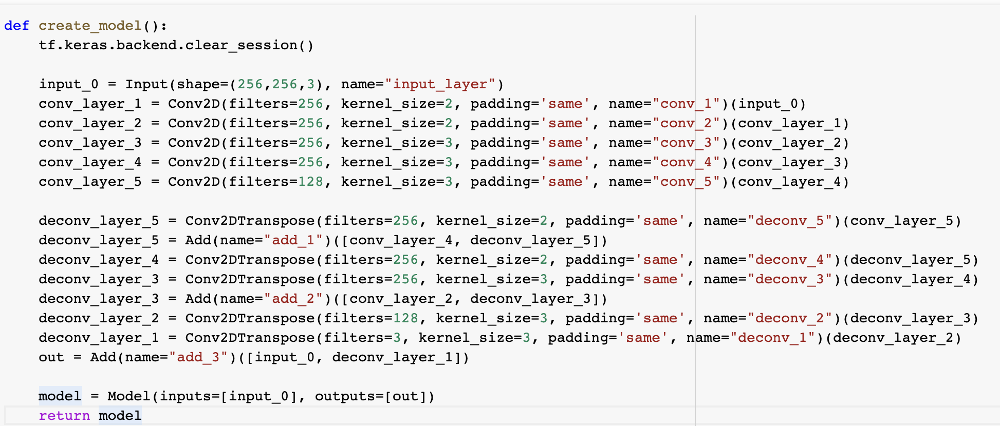 def create_model():
    tf.keras.backend.clear_session()

    input_0 = Input(shape=(256,256,3), name="input_layer")
    conv_layer_1 = Conv2D(filters=256, kernel_size=2, padding='same', name="conv_1")(input_0)
    conv_layer_2 = Conv2D(filters=256, kernel_size=2, padding='same', name="conv_2")(conv_layer_1)
    conv_layer_3 = Conv2D(filters=256, kernel_size=3, padding='same', name="conv_3")(conv_layer_2)
    conv_layer_4 = Conv2D(filters=256, kernel_size=3, padding='same', name="conv_4")(conv_layer_3)
    conv_layer_5 = Conv2D(filters=128, kernel_size=3, padding='same', name="conv_5")(conv_layer_4)

    deconv_layer_5 = Conv2DTranspose(filters=256, kernel_size=2, padding='same', name="deconv_5")(conv_layer_5)
    deconv_layer_5 = Add(name="add_1")([conv_layer_4, deconv_layer_5])
    deconv_layer_4 = Conv2DTranspose(filters=256, kernel_size=2, padding='same', name="deconv_4")(deconv_layer_5)
    deconv_layer_3 = Conv2DTranspose(filters=256, kernel_size=3, padding='same', name="deconv_3")(deconv_layer_4)
    deconv_layer_3 = Add(name="add_2")([conv_layer_2, deconv_layer_3])
    deconv_layer_2 = Conv2DTranspose(filters=128, kernel_size=3, padding='same', name="deconv_2")(deconv_layer_3)
    deconv_layer_1 = Conv2DTranspose(filters=3, kernel_size=3, padding='same', name="deconv_1")(deconv_layer_2)
    out = Add(name="add_3")([input_0, deconv_layer_1])

    model = Model(inputs=[input_0], outputs=[out])
    return model